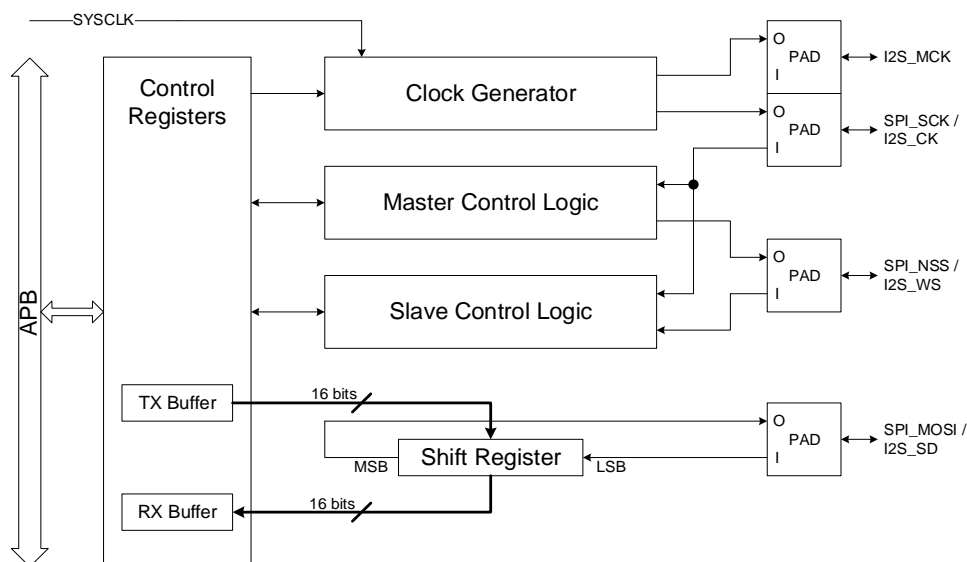 SYSCLK
APB
Control
Registers
Clock Generator
Master Control Logic
Slave Control Logic
TX Buffer
16 bits
Shift Register
MSB
LSB
RX Buffer
16 bits
O
PAD
I
I2S_MCK
O
PAD
I
SPI_SCK /
I2S_CK
O
PAD
I
SPI_NSS /
I2S_WS
O
PAD
I
SPI_MOSI /
I2S_SD